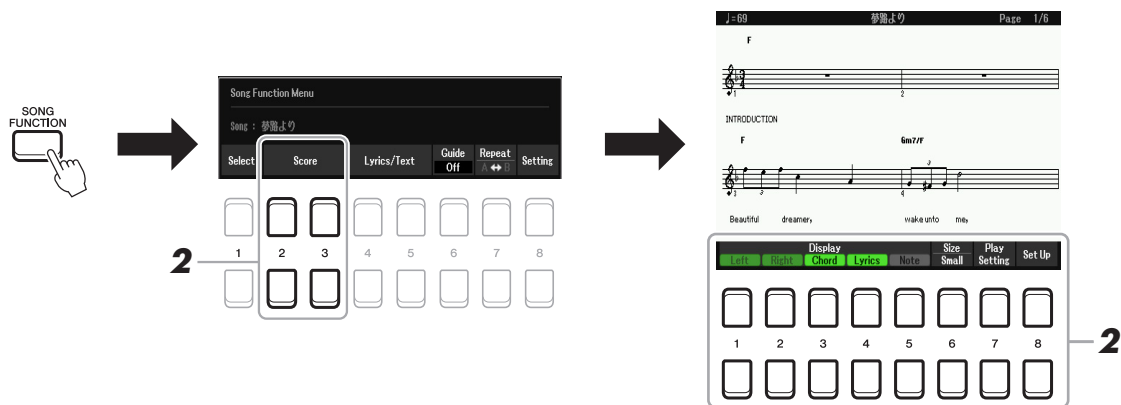 SONG
FUNCTION
Song Function Menu
Song : 夢路より
Select Score Lyrics/Text Guide Off Repeat A ↔ B Setting
1 2 3 4 5 6 7 8
2
♩=69 夢路より Page 1/6
F
3
4
1 2
INTRODUCTION
F Gm7/F
3
3
4
Beautiful dreamer, wake unto me,
Display
Left Right Chord Lyrics Note Size Small Play Setting Set Up
1 2 3 4 5 6 7 8
2